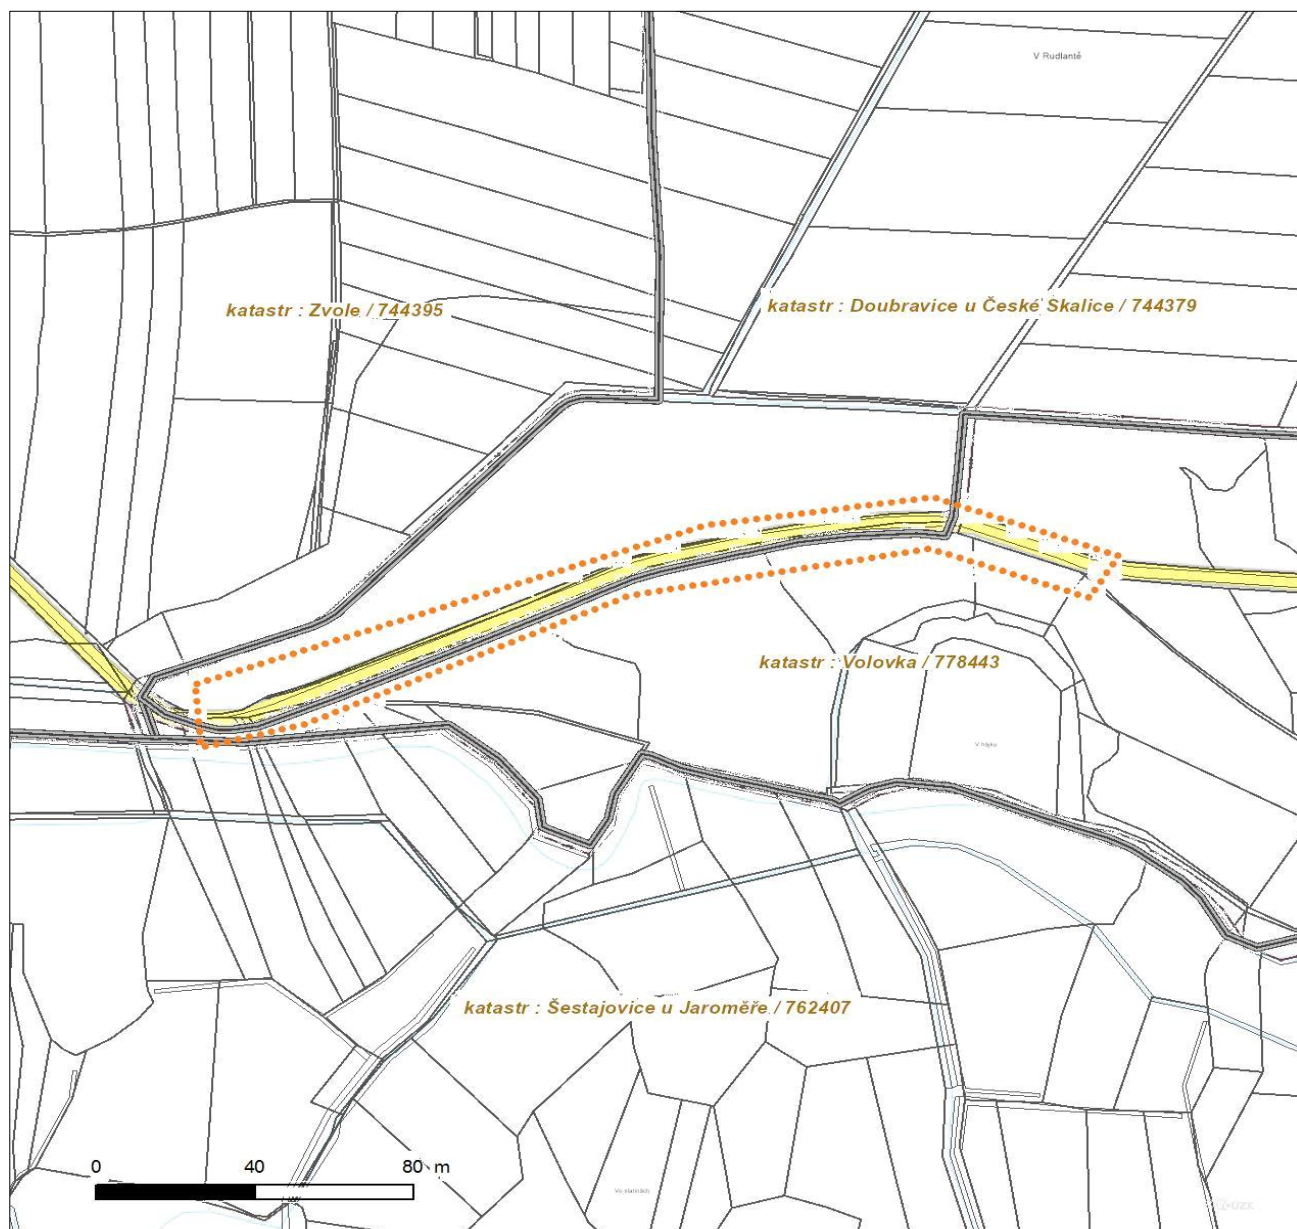 V Rudlantě
katastr : Zvole / 744395
katastr : Doubravice u České Skalice / 744379
katastr : Volovka / 778443
V hájku
katastr : Šestajovice u Jaroměře / 762407
0 40 80 m